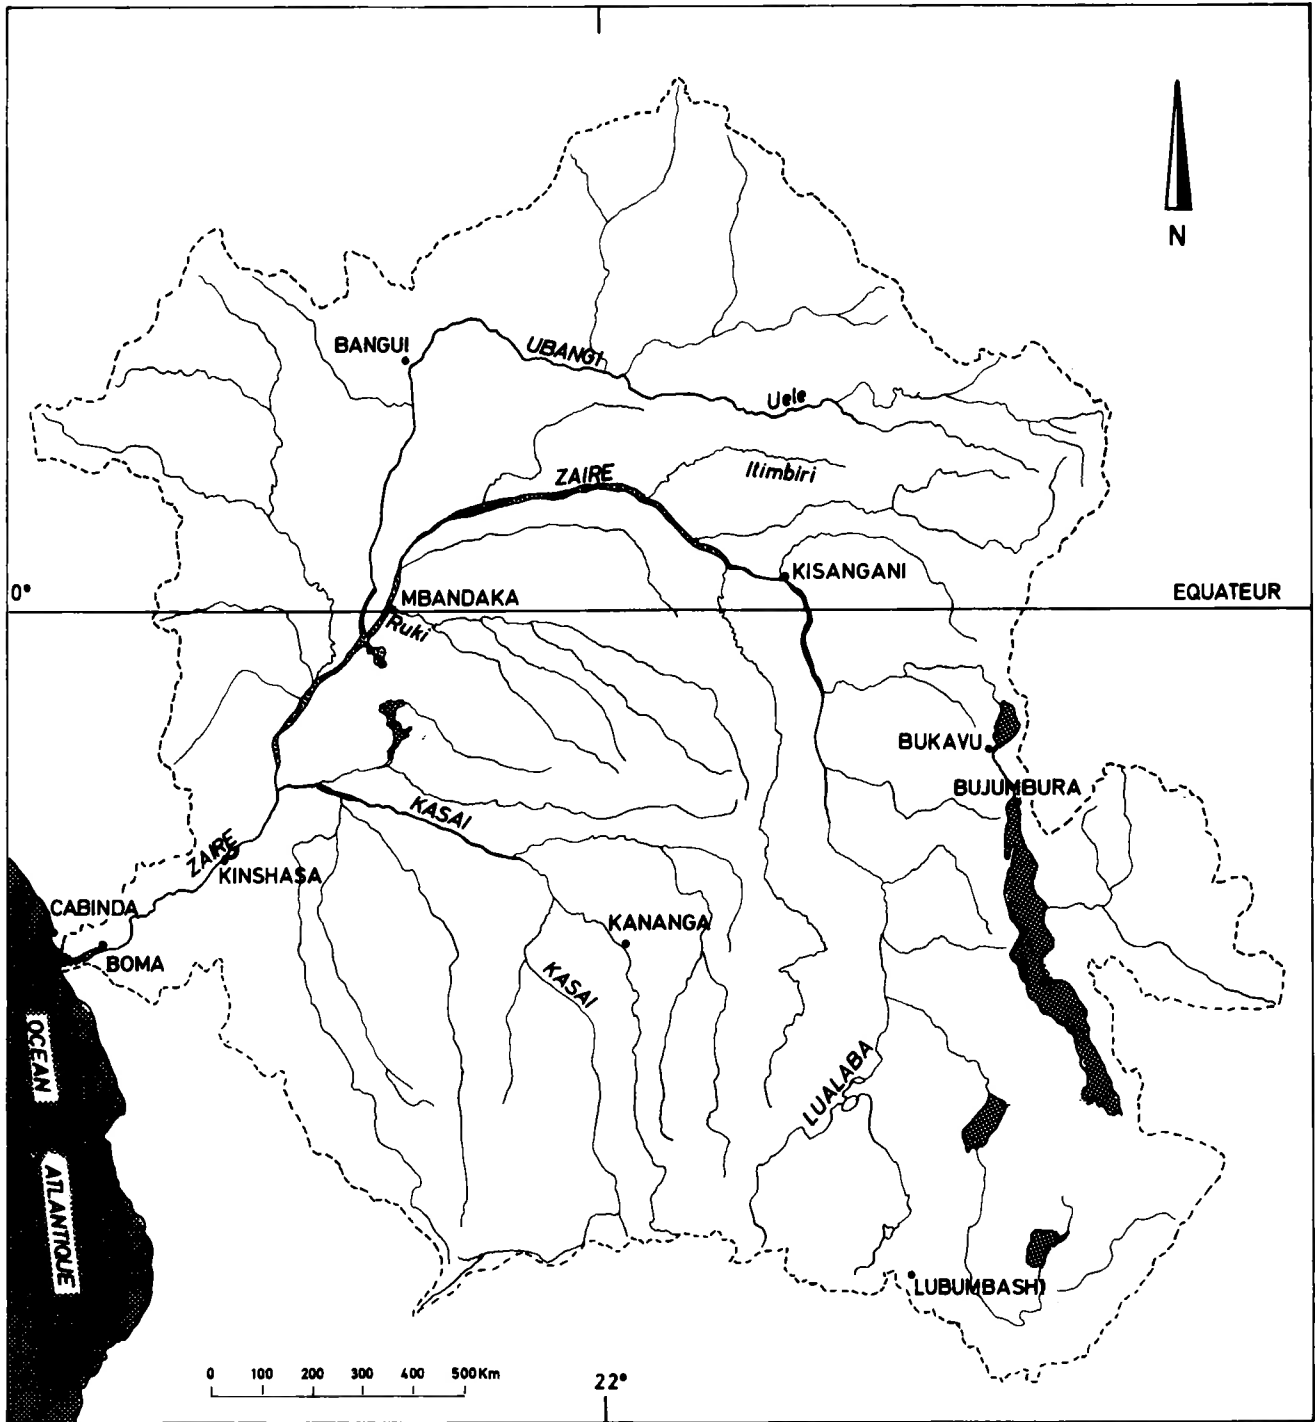 N
BANGUI
UBANGI
Uele
ZAIRE
Itimbiri
KISANGANI
0°
MBANDAKA
EQUATEUR
Ruki
BUKAVU
BUJUMBURA
KASAI
ZAIRE
KINSHASA
CABINDA
KANANGA
BOMA
KASAI
OCEAN
ATLANTIQUE
LUALABA
LUBUMBASHI
0 100 200 300 400 500 Km
22°